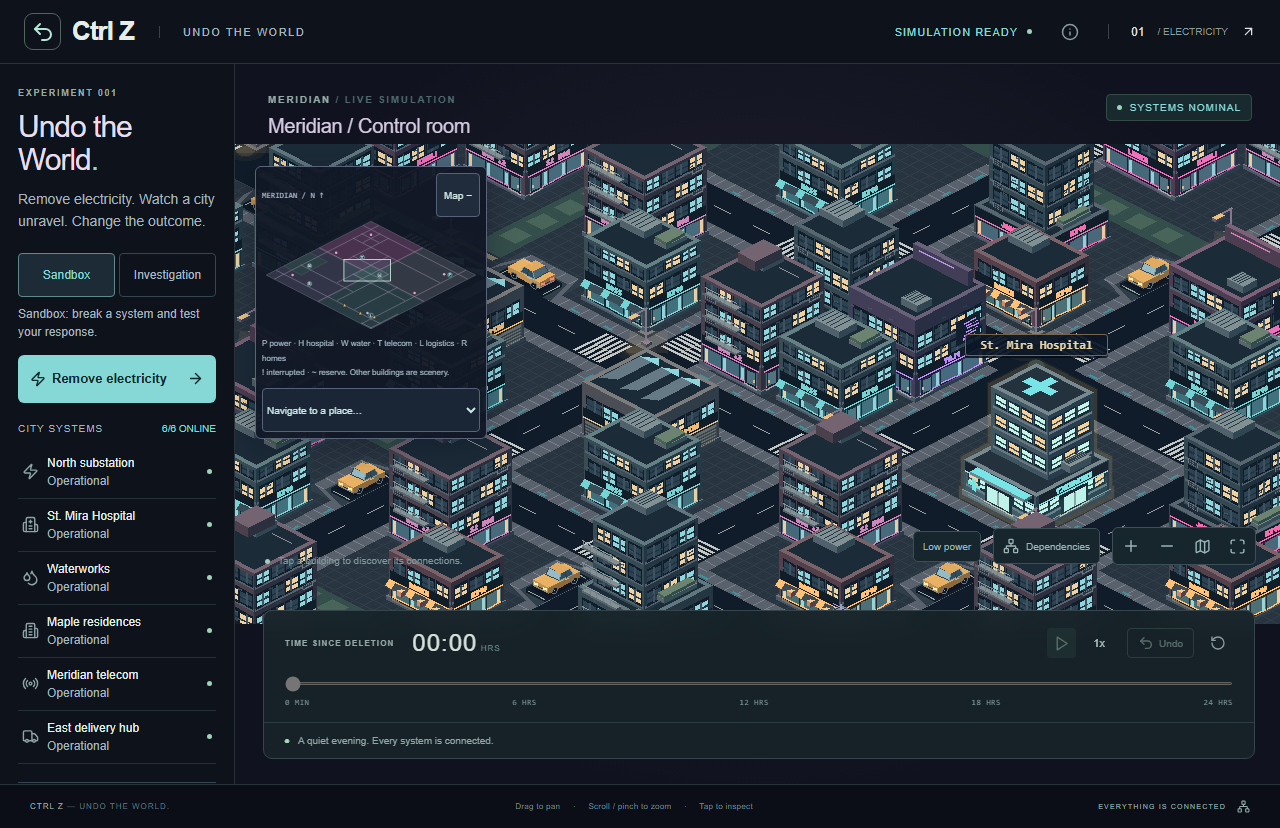 Ctrl Z
UNDO THE WORLD
SIMULATION READY
01 / ELECTRICITY
EXPERIMENT 001
Undo the
World.
Remove electricity. Watch a city
unravel. Change the outcome.
Sandbox
Investigation
Sandbox: break a system and test
your response.
Remove electricity
CITY SYSTEMS
6/6 ONLINE
North substation
Operational
St. Mira Hospital
Operational
Waterworks
Operational
Maple residences
Operational
Meridian telecom
Operational
East delivery hub
Operational
MERIDIAN / LIVE SIMULATION
Meridian / Control room
SYSTEMS NOMINAL
MERIDIAN / N ↑
Map −
P power · H hospital · W water · T telecom · L logistics · R
homes
! interrupted · ~ reserve. Other buildings are scenery.
Navigate to a place...
St. Mira Hospital
Tap a building to discover its connections.
Low power
Dependencies
TIME SINCE DELETION
00:00 HRS
1x
Undo
0 MIN
6 HRS
12 HRS
18 HRS
24 HRS
A quiet evening. Every system is connected.
CTRL Z — UNDO THE WORLD.
Drag to pan · Scroll / pinch to zoom · Tap to inspect
EVERYTHING IS CONNECTED